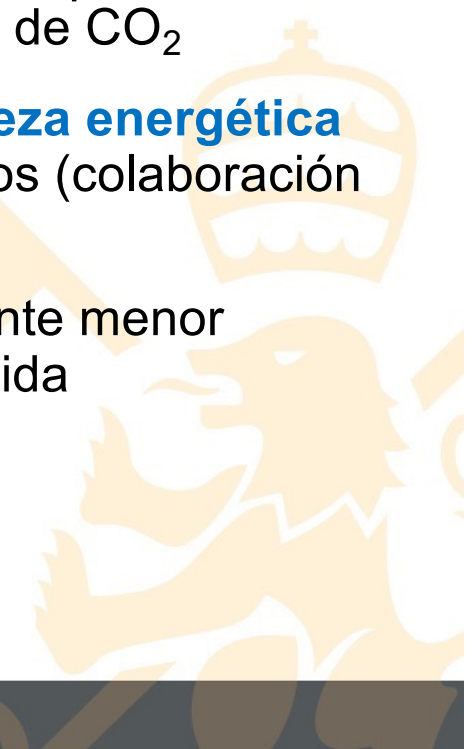 de CO₂
eza energética
os (colaboración
nte menor
ida